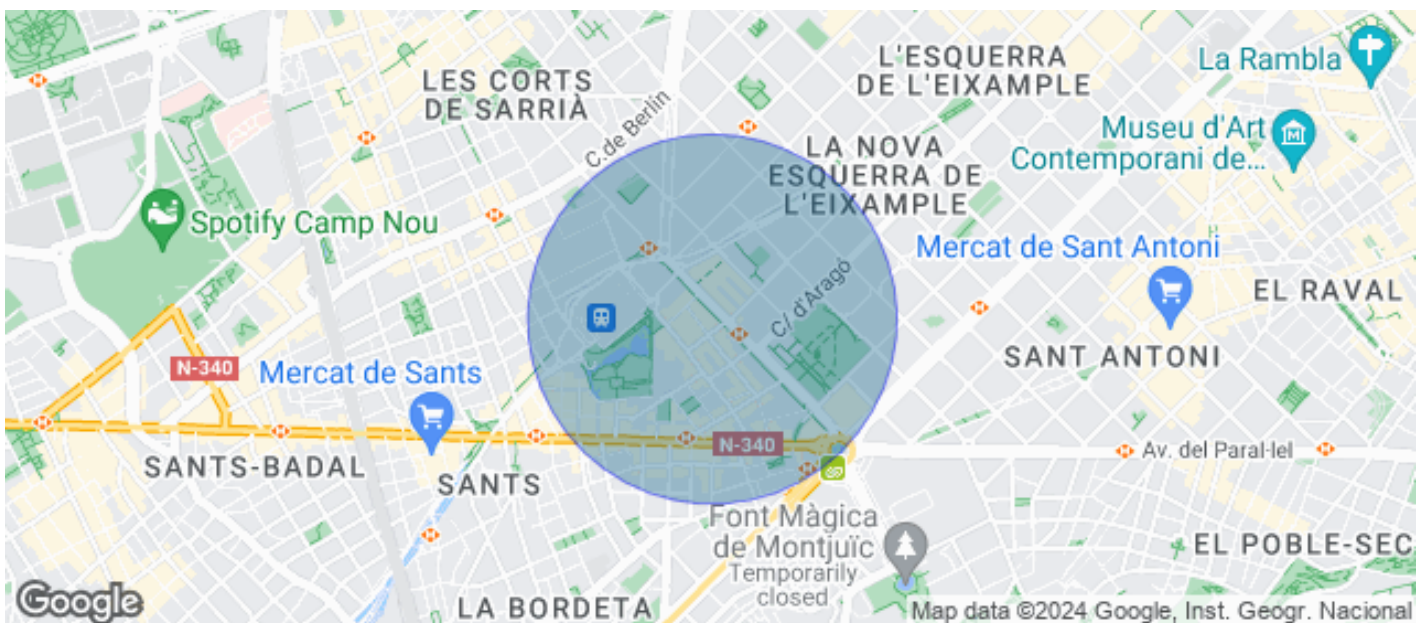 L'ESQUERRA
DE L'EIXAMPLE
La Rambla
LES CORTS
DE SARRIÀ
C. de Berlín
Museu d'Art
Contemporani de...
LA NOVA
ESQUERRA DE
L'EIXAMPLE
Spotify Camp Nou
Mercat de Sant Antoni
C/ d'Aragó
EL RAVAL
SANT ANTONI
N-340
Mercat de Sants
N-340
Av. del Paral·lel
SANTS-BADAL
SANTS
Font Màgica
de Montjuïc
Temporarily
closed
EL POBLE-SEC
LA BORDETA
Google
Map data ©2024 Google, Inst. Geogr. Nacional